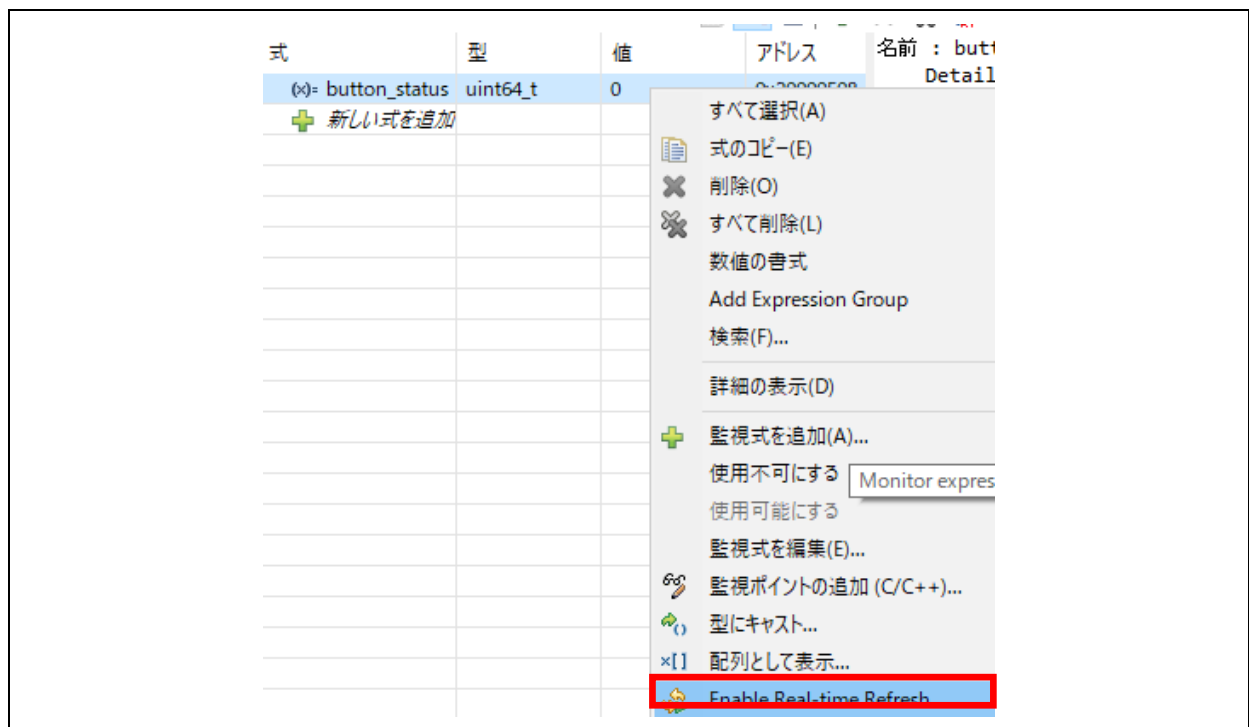 式 型 値 アドレス 名前 : butt
Detail
(x)= button_status uint64_t 0
新しい式を追加
すべて選択(A)
式のコピー(E)
削除(O)
すべて削除(L)
数値の書式
Add Expression Group
検索(F)...
詳細の表示(D)
監視式を追加(A)...
使用不可にする Monitor expres
使用可能にする
監視式を編集(E)...
監視ポイントの追加 (C/C++)...
型にキャスト...
×[] 配列として表示...
Enable Real-time Refresh